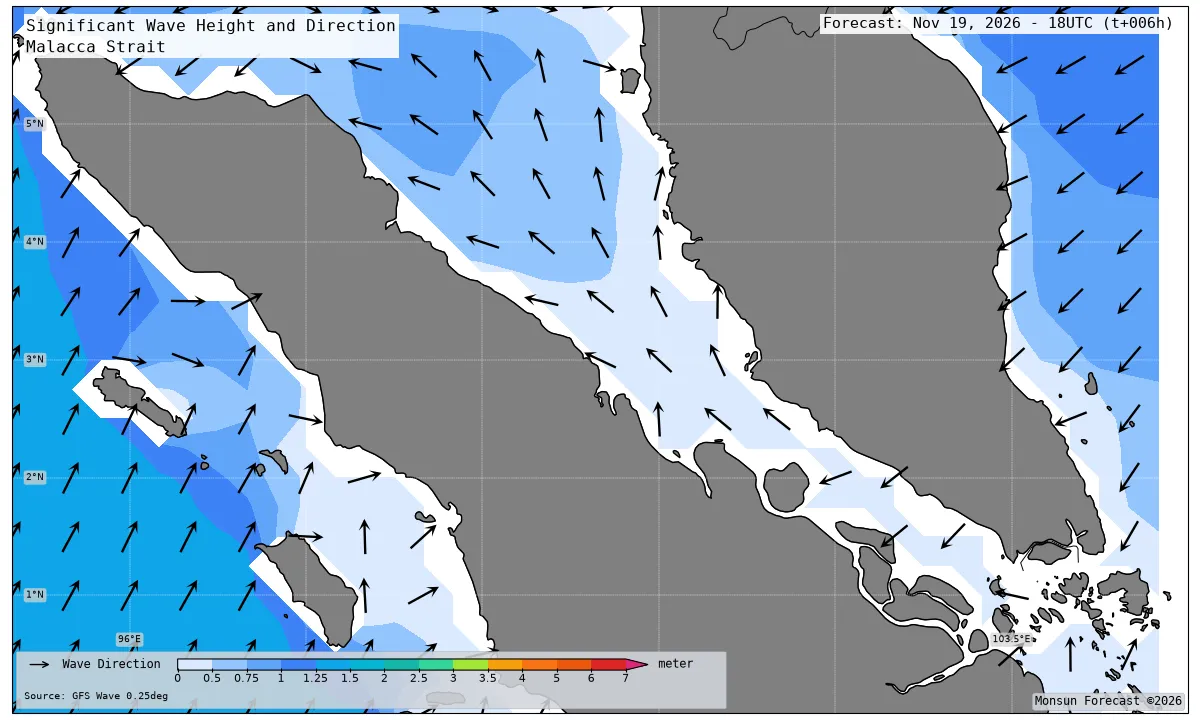 Significant Wave Height and Direction
Malacca Strait
Forecast: Nov 19, 2026 - 18UTC (t+006h)
5°N
4°N
3°N
2°N
1°N
96°E
103.5°E
Wave Direction
meter
0 0.5 0.75 1 1.25 1.5 2 2.5 3 3.5 4 5 6 7
Source: GFS Wave 0.25deg
Monsun Forecast ©2026